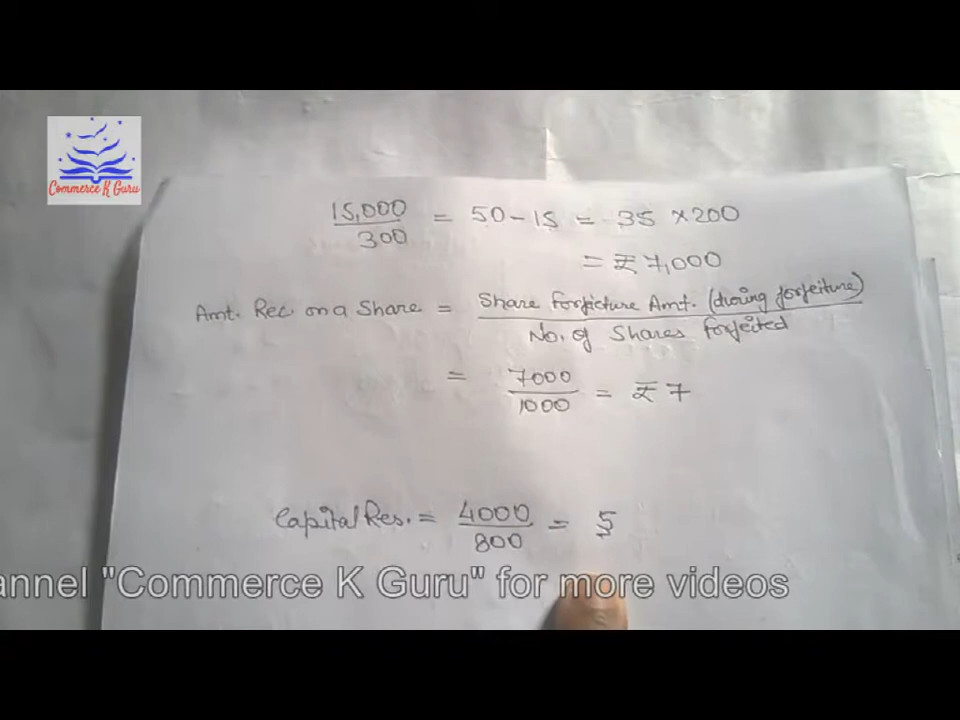 Commerce K Guru
15,000 / 300 = 50 - 15 = 35 × 200
= ₹ 7,000
Amt. Rec. on a Share = Share Forfieture Amt. (during forfeiture) / No. of Shares forfeited
= 7000 / 1000 = ₹ 7
Capital Res. = 4000 / 800 = 5
annel "Commerce K Guru" for more videos